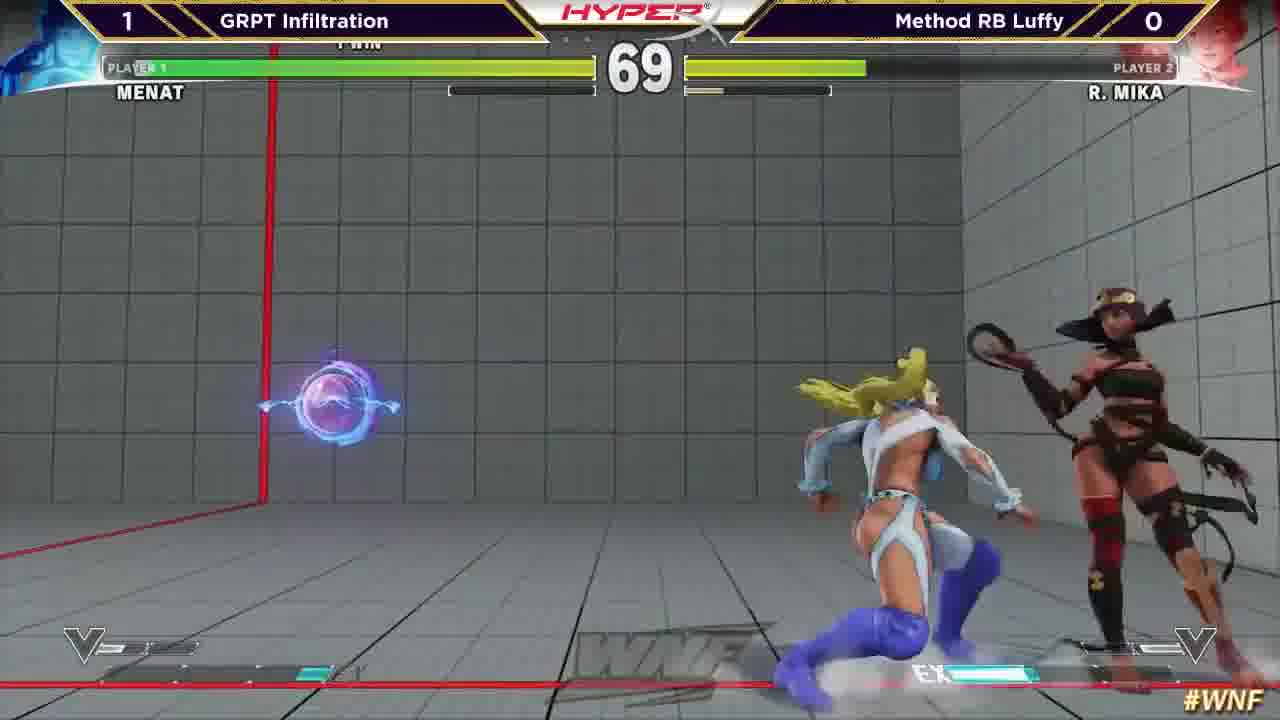 1 GRPT Infiltration HYPERX® Method RB Luffy 0
1 WIN
PLAYER 1 69 PLAYER 2
MENAT R. MIKA
V V
WNF EX
#WNF